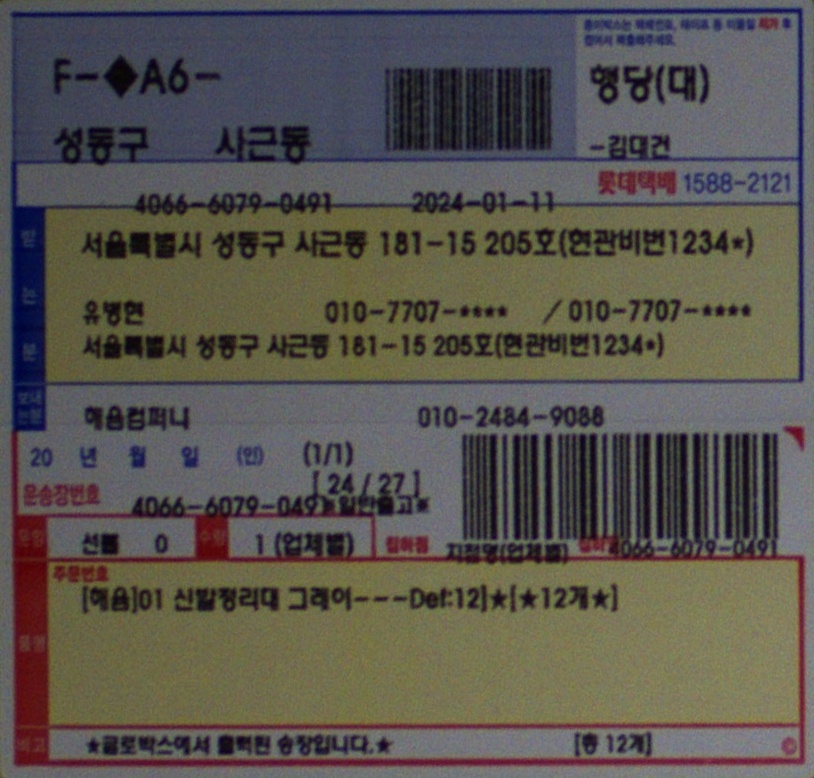 종이박스는 택배전표, 테이프 등 이물질 제거 후
접어서 배출해주세요.
F-◆A6-
행당(대)
성동구 사근동
-김대건
롯데택배 1588-2121
4066-6079-0491 2024-01-11
받는분
서울특별시 성동구 사근동 181-15 205호(현관비번1234*)
유병현 010-7707-**** / 010-7707-****
서울특별시 성동구 사근동 181-15 205호(현관비번1234*)
보내는분
해윰컴퍼니 010-2484-9088
20 년 월 일 (인) (1/1)
[ 24 / 27 ]
운송장번호
4066-6079-0491 ※일반출고※
운임 선불 0 수량 1 (업체별) 집하점 지점명(업체별) 집하점 4066-6079-0491
주문번호
품명
[해윰]01 신발정리대 그레이---Def:12]★[★12개★]
비고 ★글로박스에서 출력된 송장입니다.★ [총 12개] ©